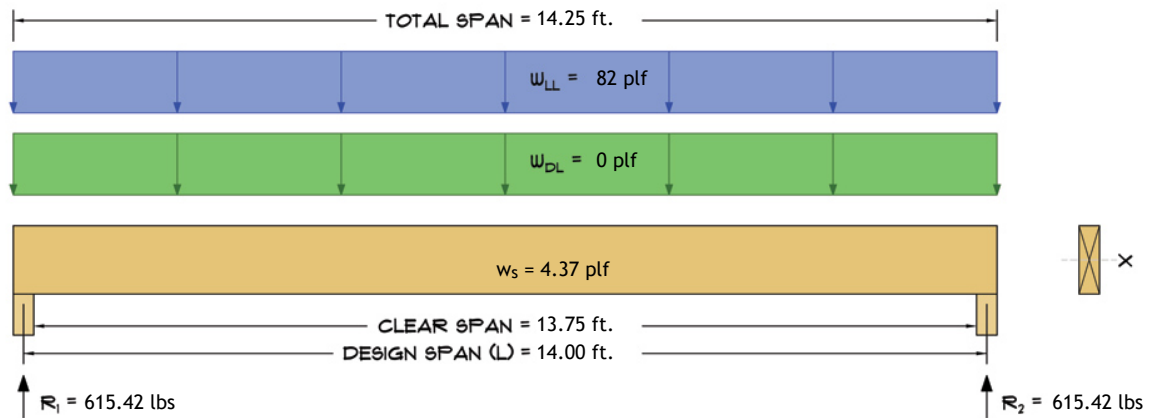 TOTAL SPAN = 14.25 ft.
WLL = 82 plf
WDL = 0 plf
ws = 4.37 plf
X
CLEAR SPAN = 13.75 ft.
DESIGN SPAN (L) = 14.00 ft.
R1 = 615.42 lbs
R2 = 615.42 lbs